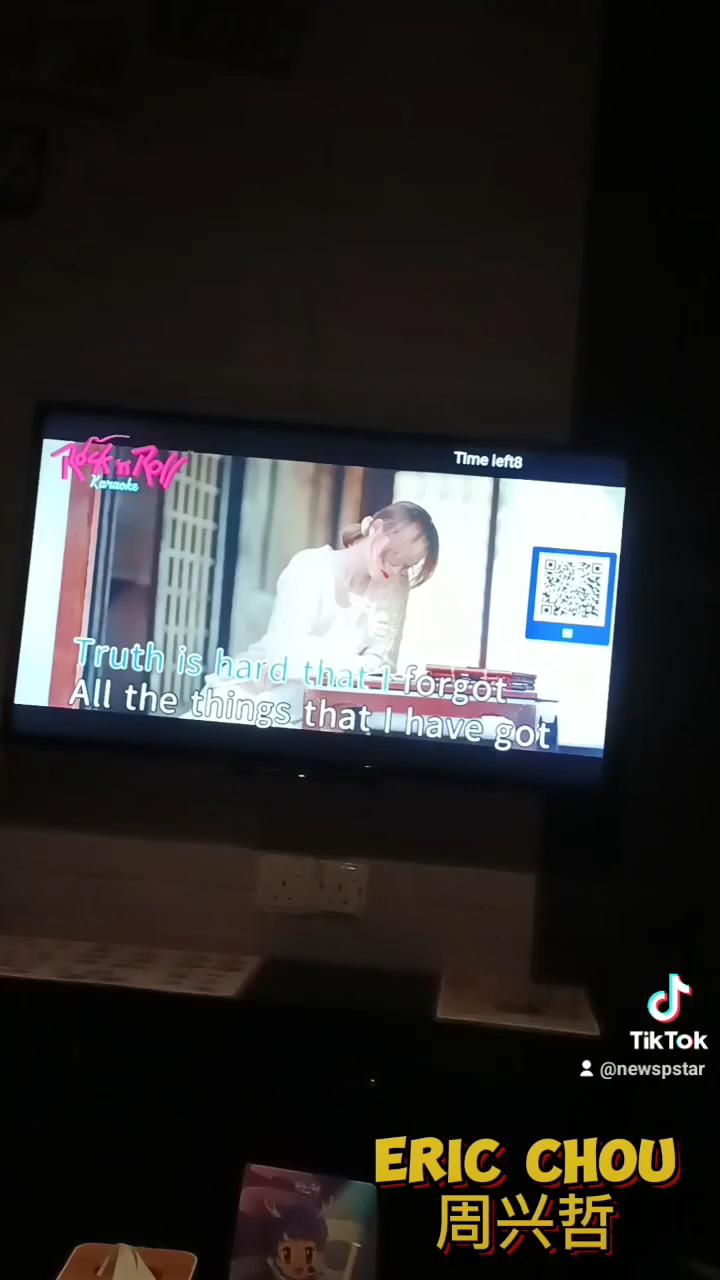 Rock'n Roll
Karaoke
TIme left8
Truth is hard that I forgot
All the things that I have got
TikTok
@newspstar
ERIC CHOU
周兴哲